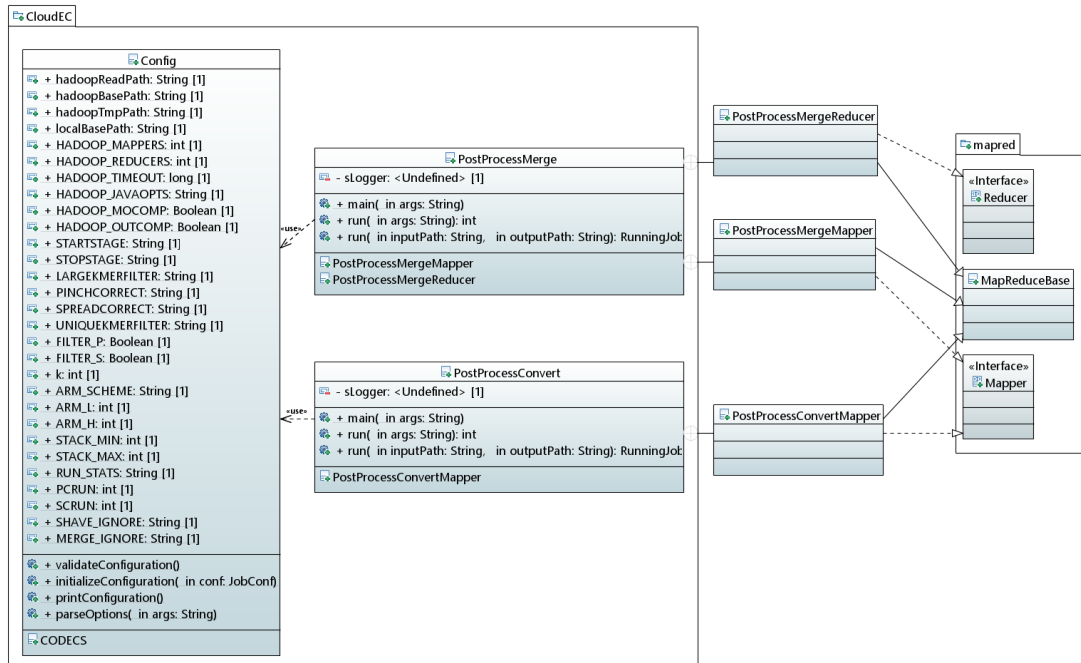 CloudEC
Config
+ hadoopReadPath: String [1]
+ hadoopBasePath: String [1]
+ hadoopTmpPath: String [1]
+ localBasePath: String [1]
+ HADOOP_MAPPERS: int [1]
+ HADOOP_REDUCERS: int [1]
+ HADOOP_TIMEOUT: long [1]
+ HADOOP_JAVAOPTS: String [1]
+ HADOOP_MOCOMP: Boolean [1]
+ HADOOP_OUTCOMP: Boolean [1]
+ STARTSTAGE: String [1]
+ STOPSTAGE: String [1]
+ LARGEKMERFILTER: String [1]
+ PINCHCORRECT: String [1]
+ SPREADCORRECT: String [1]
+ UNIQUEKMERFILTER: String [1]
+ FILTER_P: Boolean [1]
+ FILTER_S: Boolean [1]
+ k: int [1]
+ ARM_SCHEME: String [1]
+ ARM_L: int [1]
+ ARM_H: int [1]
+ STACK_MIN: int [1]
+ STACK_MAX: int [1]
+ RUN_STATS: String [1]
+ PCRUN: int [1]
+ SCRUN: int [1]
+ SHAVE_IGNORE: String [1]
+ MERGE_IGNORE: String [1]
+ validateConfiguration()
+ initializeConfiguration( in conf: JobConf)
+ printConfiguration()
+ parseOptions( in args: String)
CODECS
«use»
«use»
PostProcessMerge
- sLogger: <Undefined> [1]
+ main( in args: String)
+ run( in args: String): int
+ run( in inputPath: String, in outputPath: String): RunningJob
PostProcessMergeMapper
PostProcessMergeReducer
PostProcessConvert
- sLogger: <Undefined> [1]
+ main( in args: String)
+ run( in args: String): int
+ run( in inputPath: String, in outputPath: String): RunningJob
PostProcessConvertMapper
PostProcessMergeReducer
PostProcessMergeMapper
PostProcessConvertMapper
mapred
«Interface»
Reducer
MapReduceBase
«Interface»
Mapper